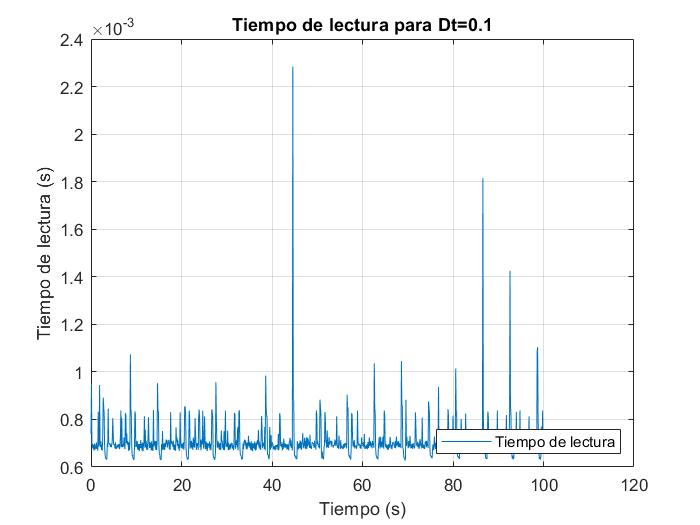 ×10⁻³
Tiempo de lectura para Dt=0.1
2.4
2.2
2
1.8
1.6
1.4
1.2
1
0.8
0.6
Tiempo de lectura (s)
Tiempo de lectura
0 20 40 60 80 100 120
Tiempo (s)